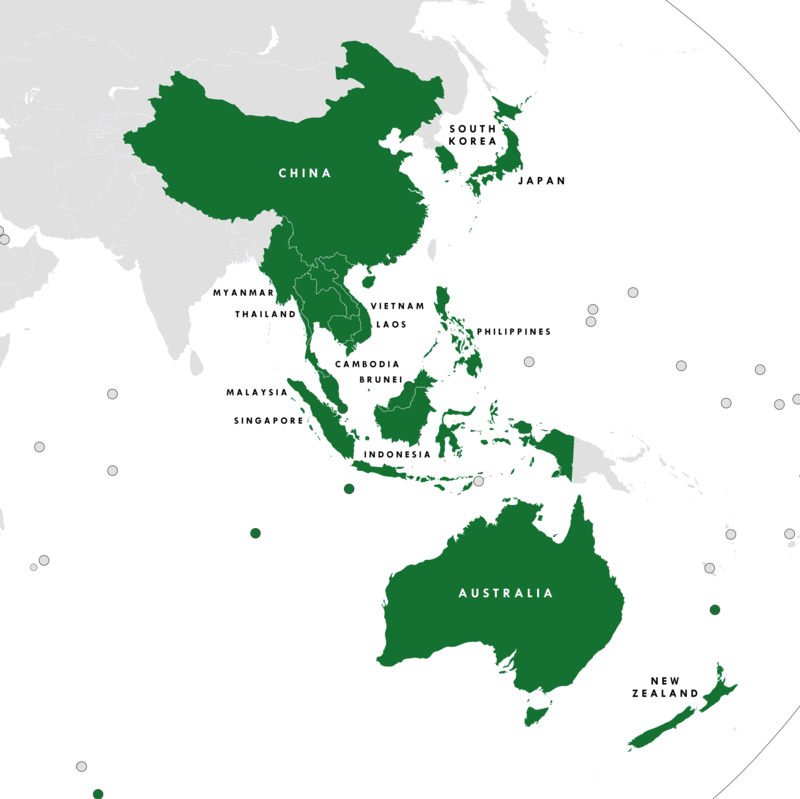 SOUTH
KOREA
CHINA
JAPAN
MYANMAR
VIETNAM
THAILAND
LAOS
PHILIPPINES
CAMBODIA
BRUNEI
MALAYSIA
SINGAPORE
INDONESIA
AUSTRALIA
NEW
ZEALAND